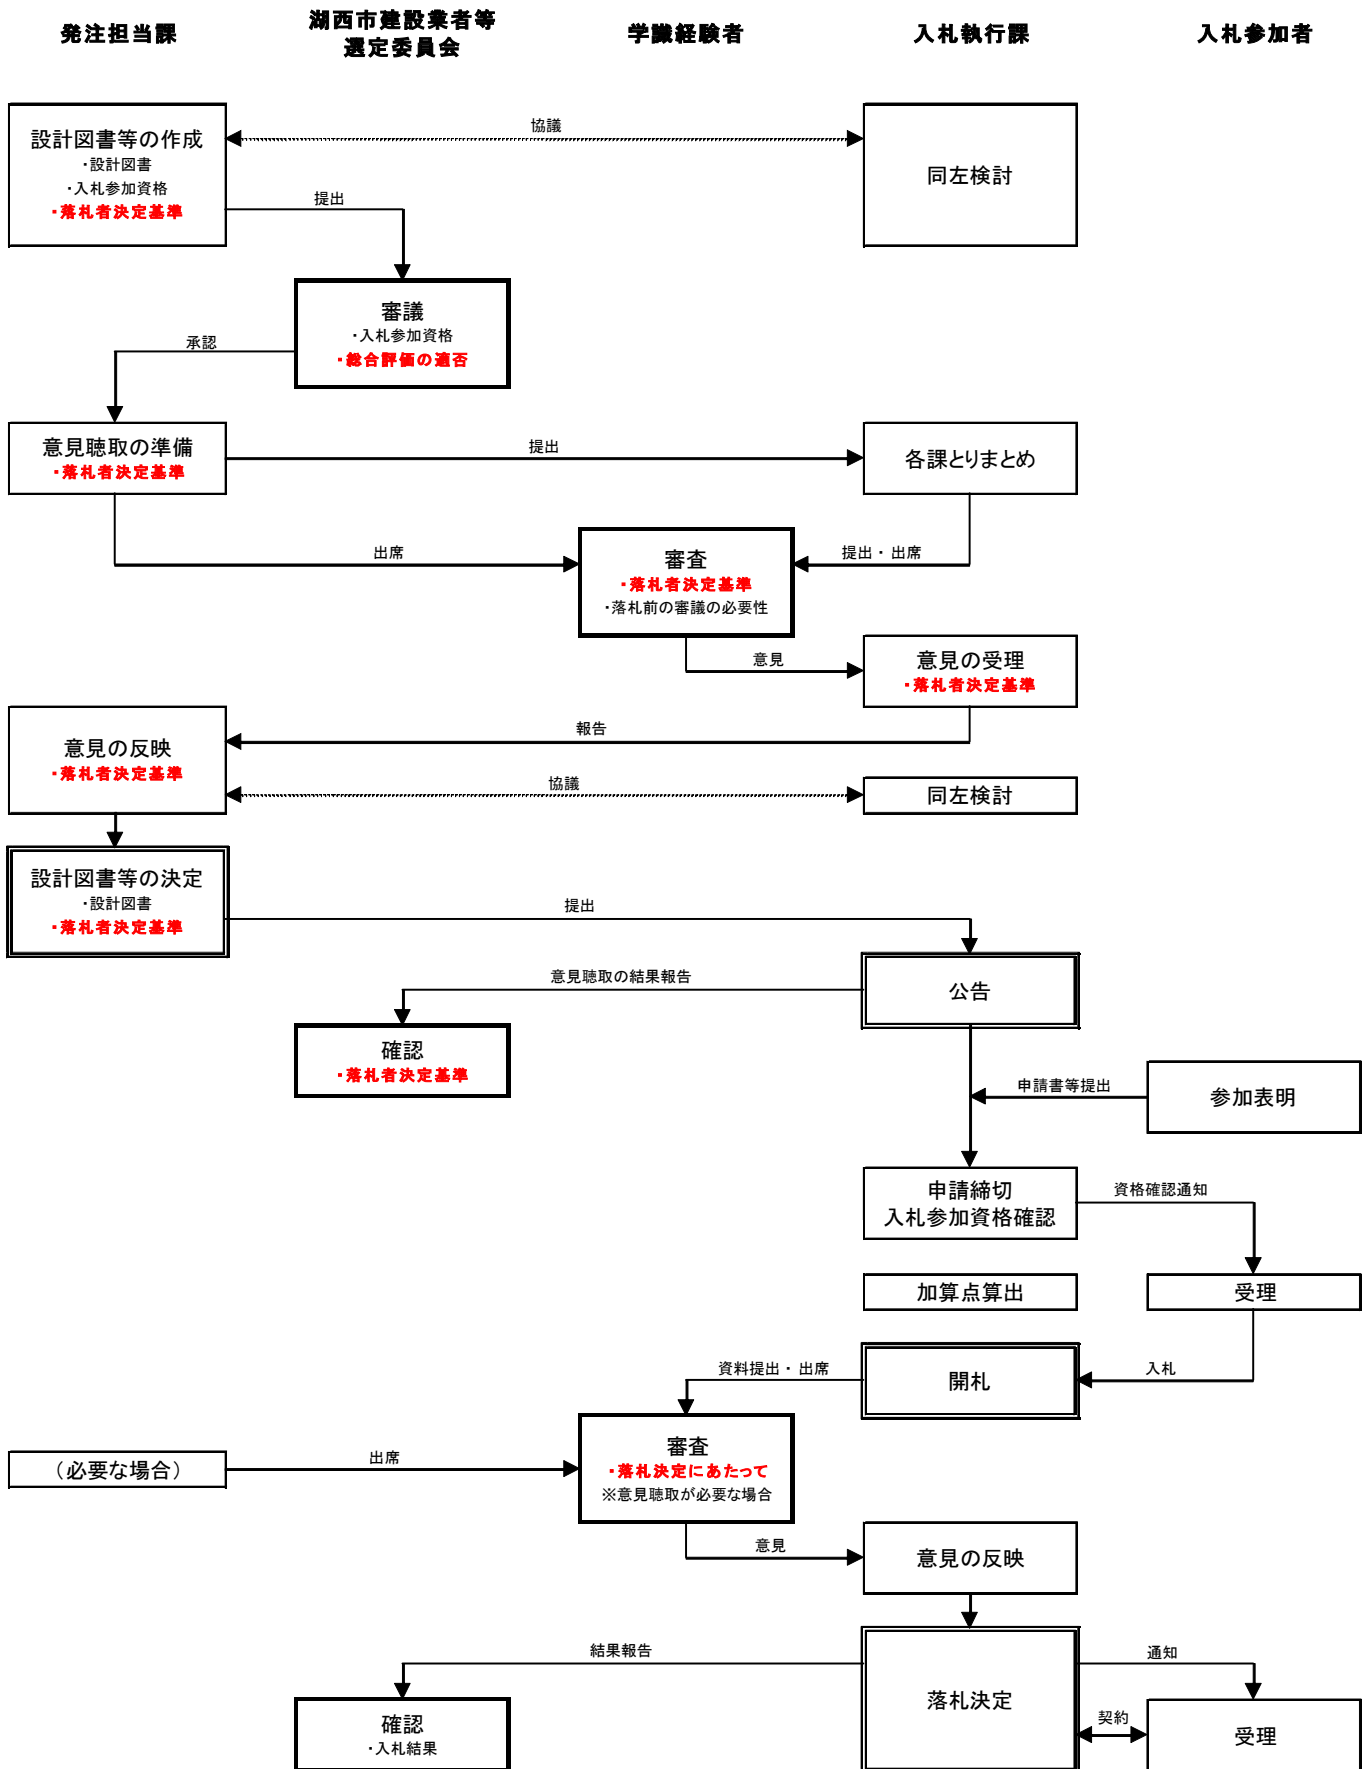 発注担当課
湖西市建設業者等
選定委員会
学識経験者
入札執行課
入札参加者
設計図書等の作成
・設計図書
・入札参加資格
・落札者決定基準
協議
同左検討
提出
審議
・入札参加資格
・総合評価の適否
承認
意見聴取の準備
・落札者決定基準
提出
各課とりまとめ
出席
審査
・落札者決定基準
・落札前の審議の必要性
提出・出席
意見
意見の受理
・落札者決定基準
報告
意見の反映
・落札者決定基準
協議
同左検討
設計図書等の決定
・設計図書
・落札者決定基準
提出
公告
意見聴取の結果報告
確認
・落札者決定基準
申請書等提出
参加表明
申請締切
入札参加資格確認
資格確認通知
加算点算出
受理
資料提出・出席
開札
入札
（必要な場合）
出席
審査
・落札決定にあたって
※意見聴取が必要な場合
意見
意見の反映
結果報告
落札決定
通知
確認
・入札結果
契約
受理